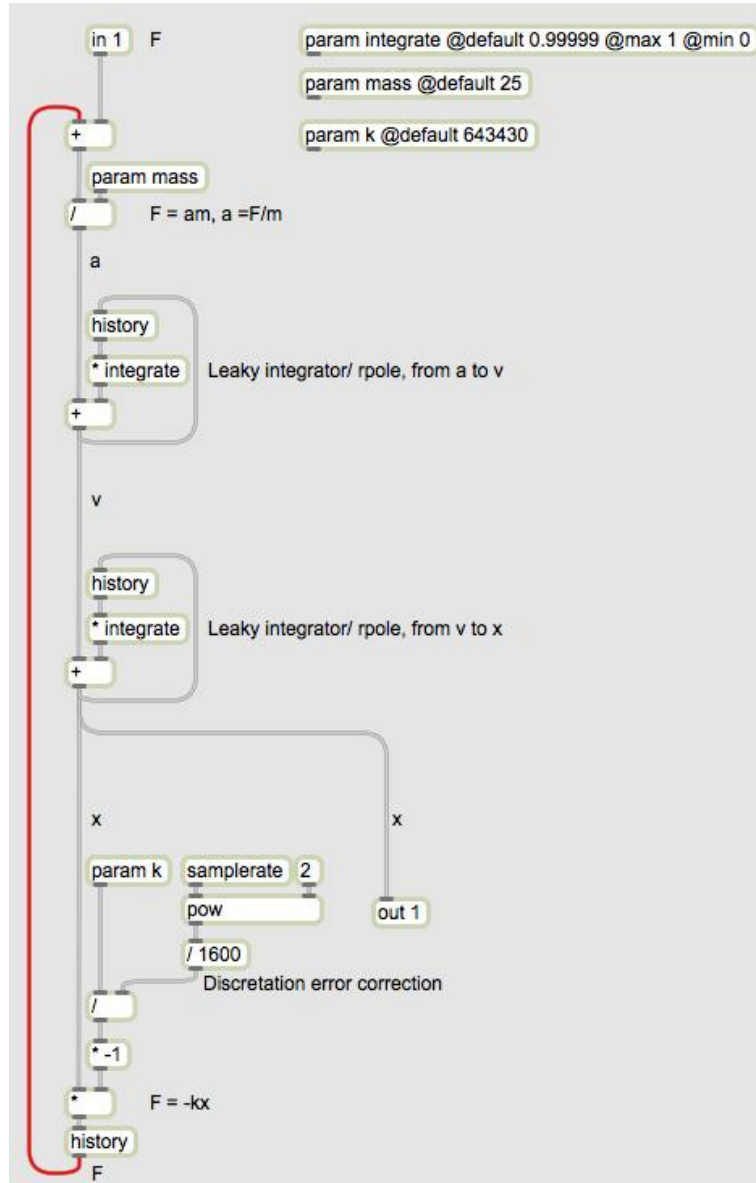 in 1 F param integrate @default 0.99999 @max 1 @min 0
param mass @default 25
+ param k @default 643430
param mass
/ F = am, a =F/m
a
history
* integrate Leaky integrator/ rpole, from a to v
+
v
history
* integrate Leaky integrator/ rpole, from v to x
+
x x
param k samplerate 2
pow out 1
/ 1600
Discretation error correction
/
* -1
* F = -kx
history
F